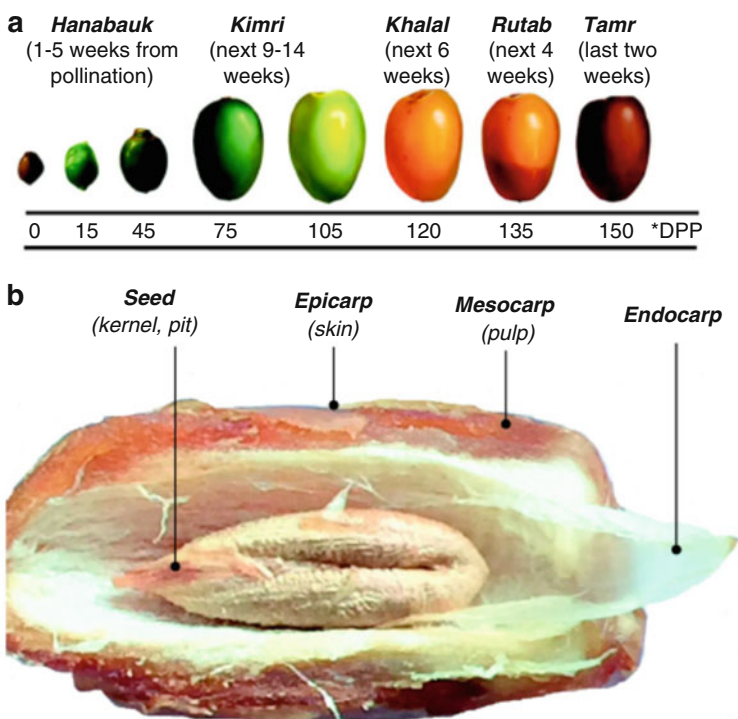 a Hanabauk Kimri Khalal Rutab Tamr
(1-5 weeks from (next 9-14 (next 6 (next 4 (last two
pollination) weeks) weeks) weeks) weeks)
0 15 45 75 105 120 135 150 *DPP
b Seed Epicarp Mesocarp Endocarp
(kernel, pit) (skin) (pulp)